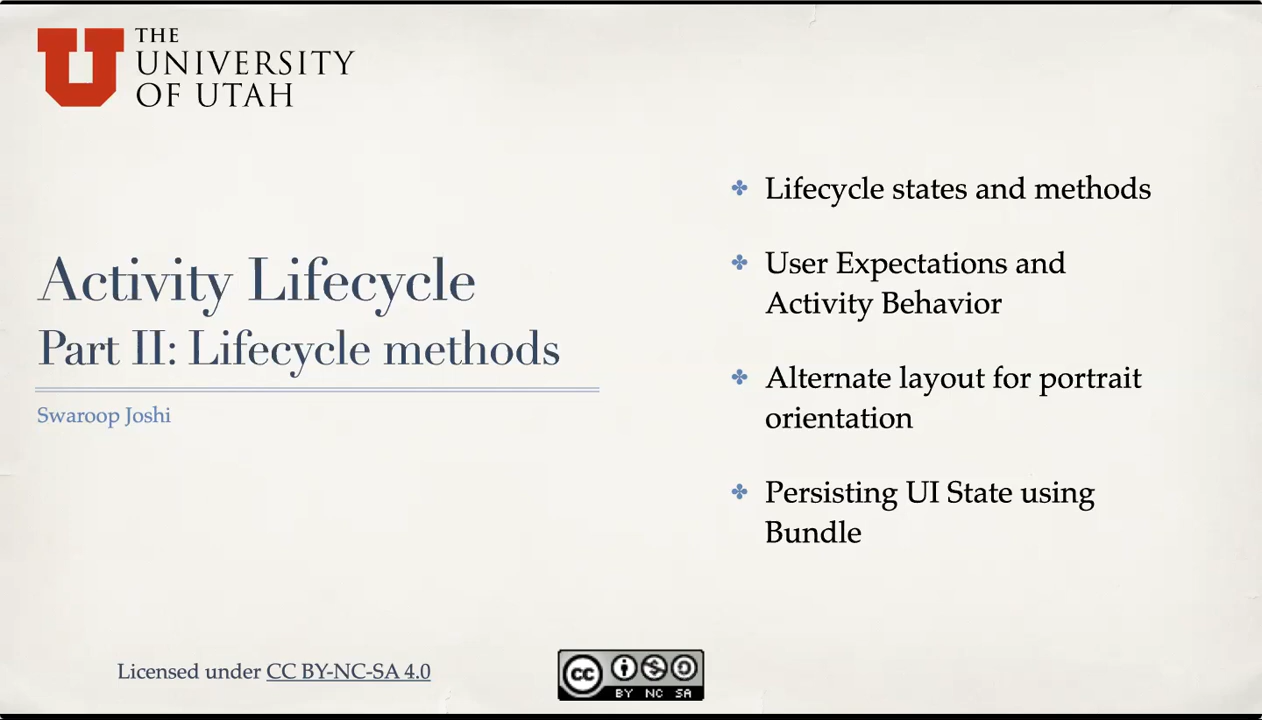 THE
UNIVERSITY
OF UTAH
Activity Lifecycle
Part II: Lifecycle methods
Swaroop Joshi
Lifecycle states and methods
User Expectations and
Activity Behavior
Alternate layout for portrait
orientation
Persisting UI State using
Bundle
Licensed under CC BY-NC-SA 4.0
cc
BY NC SA